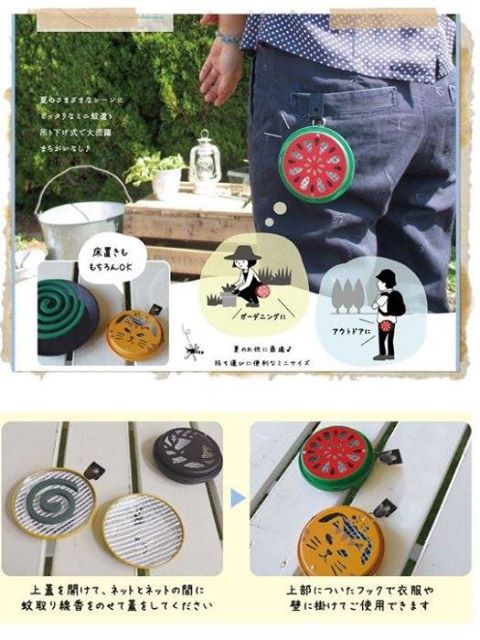 夏のさまざまなシーンに
ピッタリなミニ蚊遣り
吊り下げ式で大活躍
まちがいなし♪
床置きも
もちろんOK
ガーデニングに
アウトドアに
夏のお供に最適♪
持ち運びに便利なミニサイズ
上蓋を開けて、ネットとネットの間に
蚊取り線香をのせて蓋をしてください
上部についたフックで衣服や
壁に掛けてご使用できます